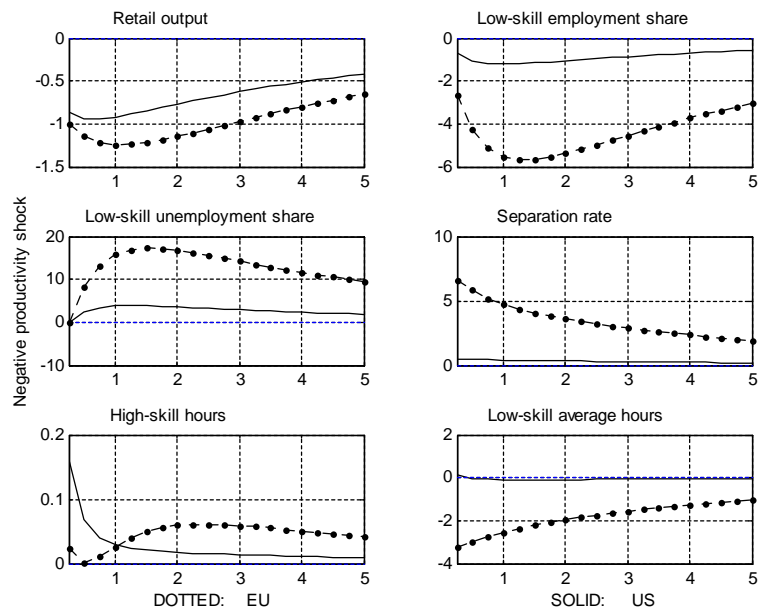 Retail output
0
-0.5
-1
-1.5
1 2 3 4 5
Low-skill employment share
0
-2
-4
-6
1 2 3 4 5
Negative productivity shock
Low-skill unemployment share
20
10
0
-10
1 2 3 4 5
Separation rate
10
5
0
1 2 3 4 5
High-skill hours
0.2
0.1
0
1 2 3 4 5
DOTTED: EU
Low-skill average hours
2
0
-2
-4
1 2 3 4 5
SOLID: US